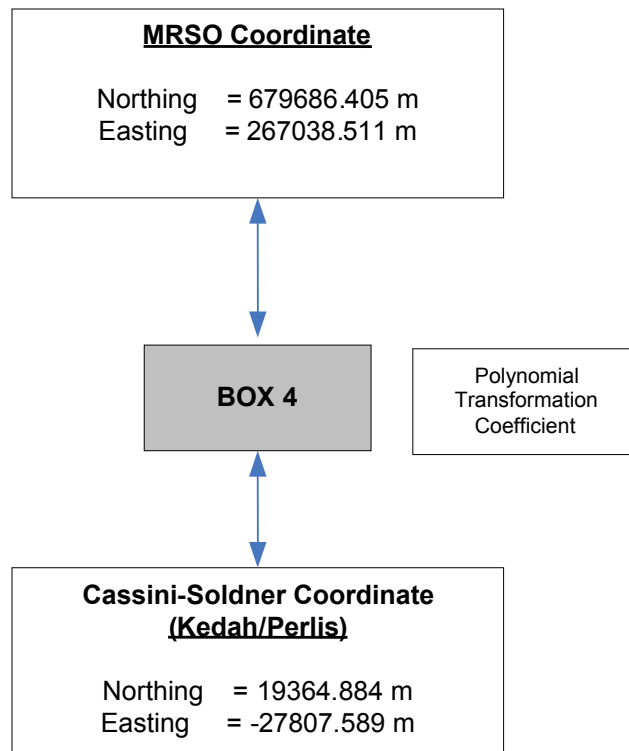 MRSO Coordinate
Northing = 679686.405 m
Easting = 267038.511 m
BOX 4
Polynomial
Transformation
Coefficient
Cassini-Soldner Coordinate
(Kedah/Perlis)
Northing = 19364.884 m
Easting = -27807.589 m